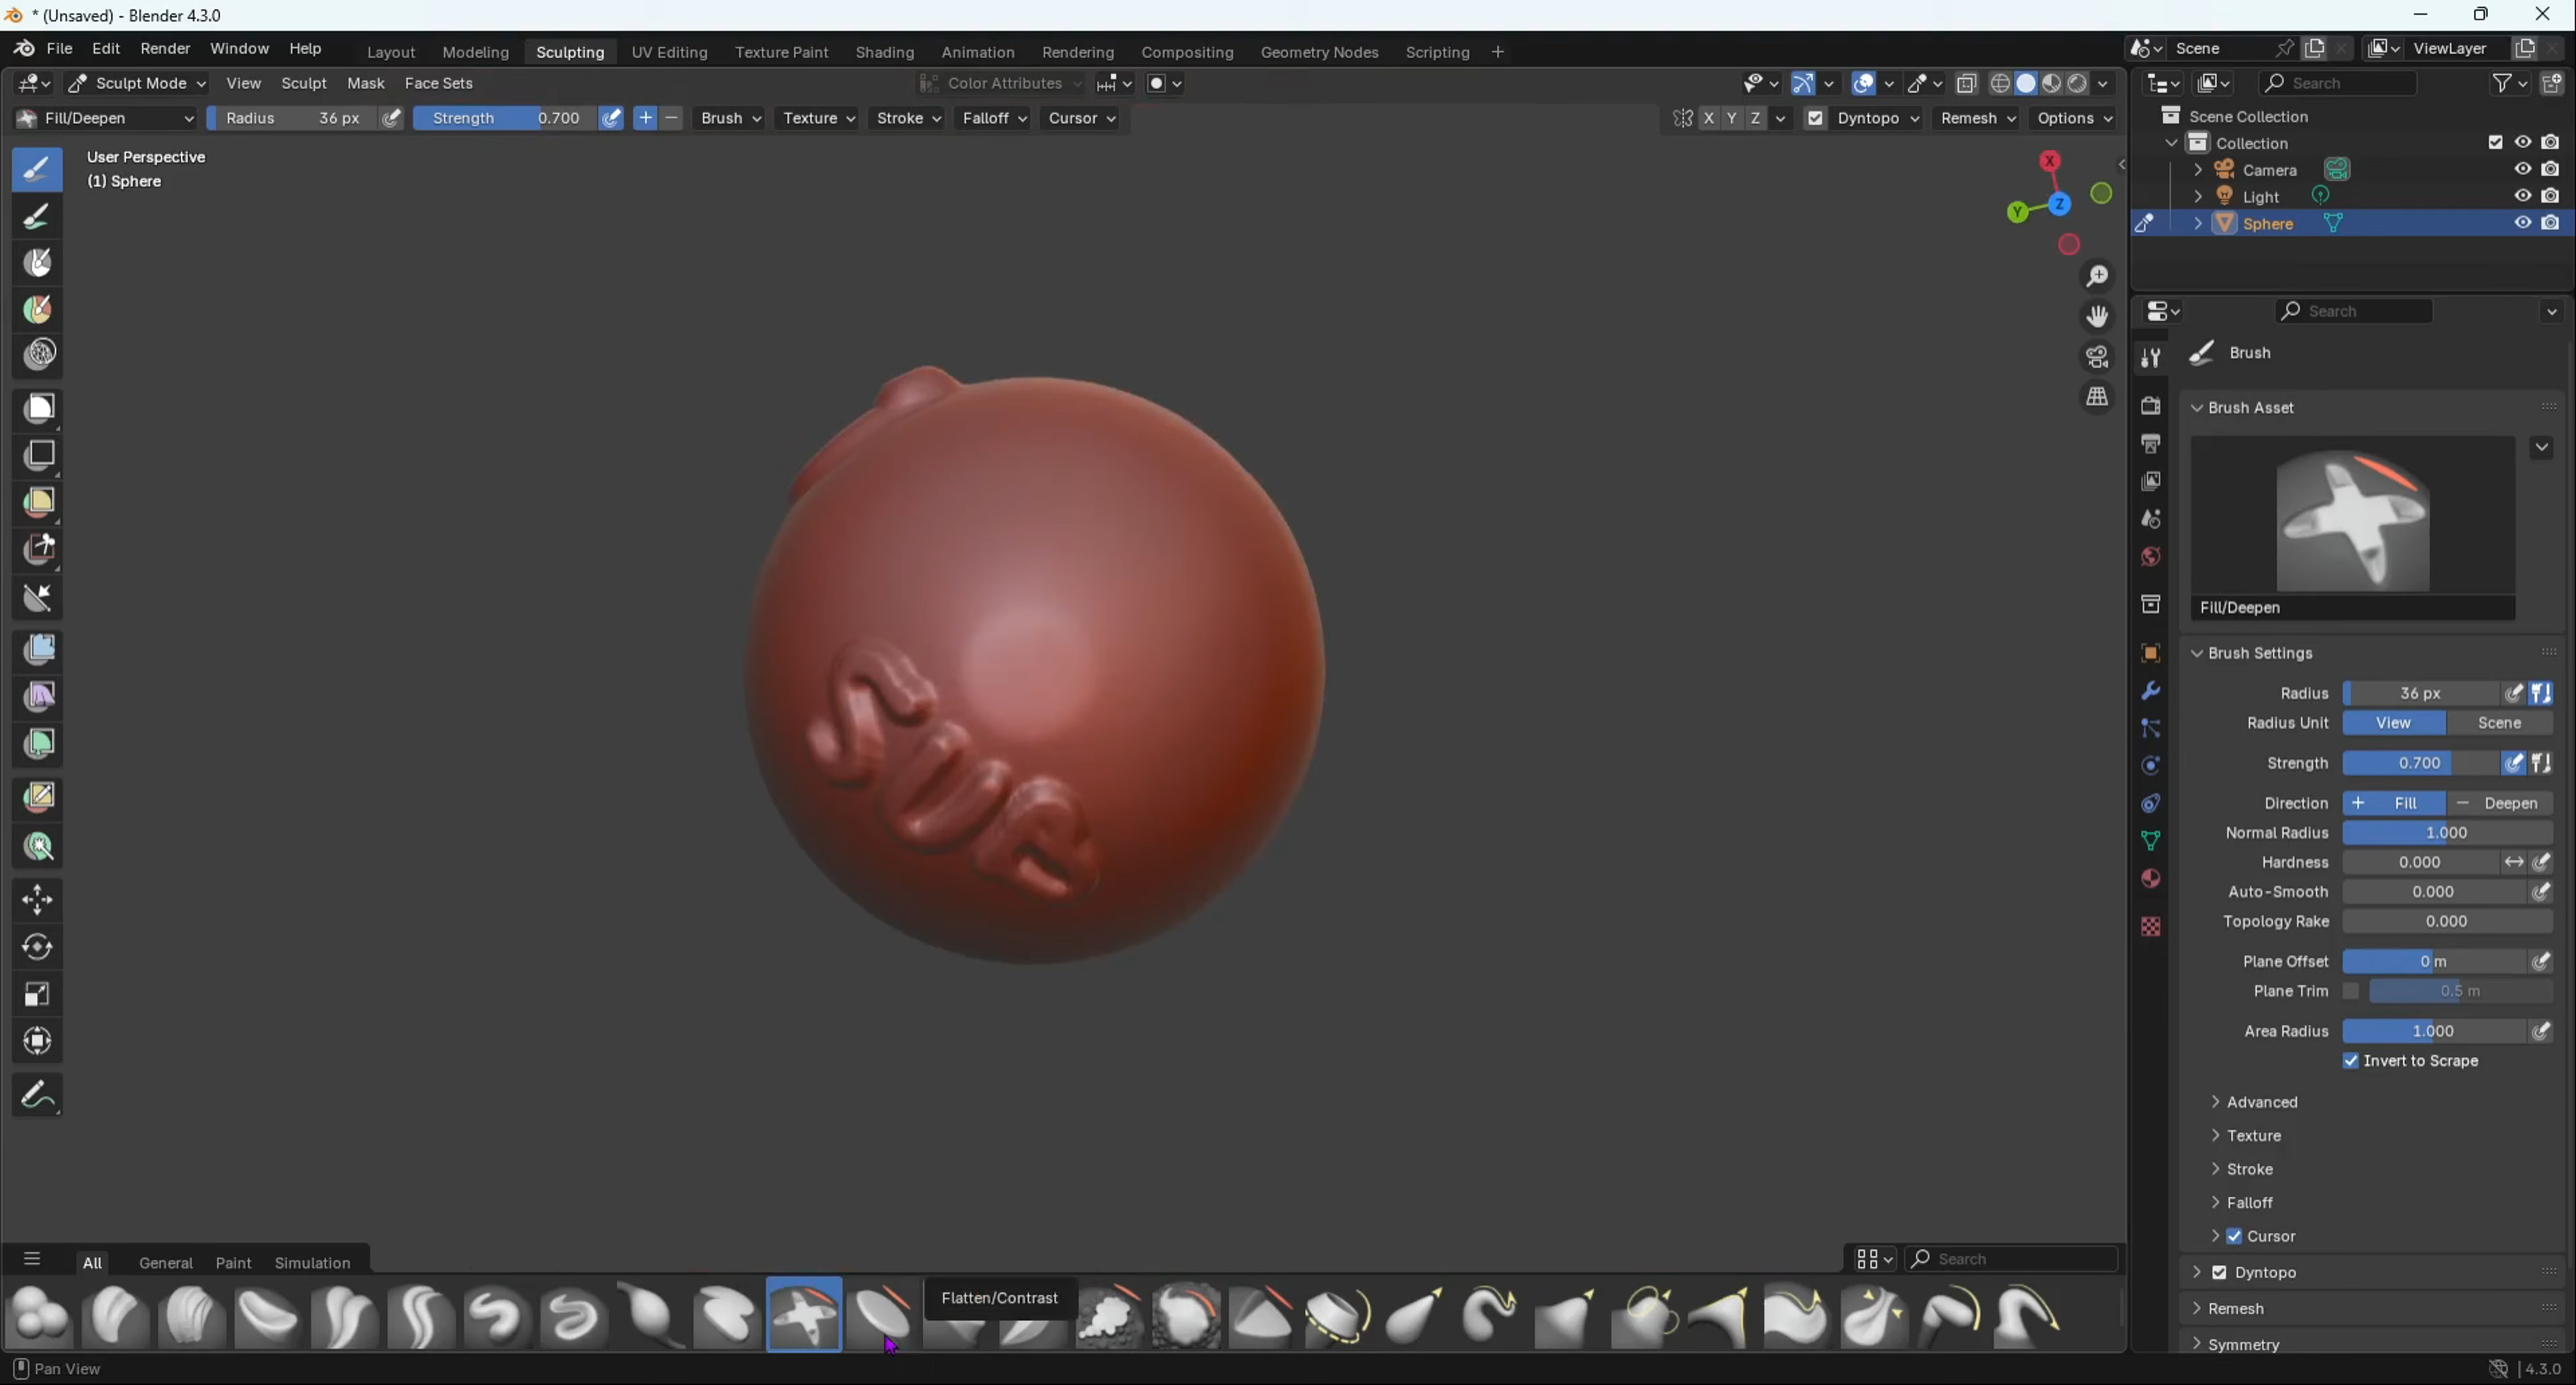 * (Unsaved) - Blender 4.3.0
File Edit Render Window Help Layout Modeling Sculpting UV Editing Texture Paint Shading Animation Rendering Compositing Geometry Nodes Scripting + Scene ViewLayer
Sculpt Mode View Sculpt Mask Face Sets Color Attributes Search
Fill/Deepen Radius 36 px Strength 0.700 + − Brush Texture Stroke Falloff Cursor X Y Z Dyntopo Remesh Options
User Perspective
(1) Sphere
X
Y
Z
SUR
Scene Collection
Collection
Camera
Light
Sphere
Search
Brush
Brush Asset
Fill/Deepen
Brush Settings
Radius 36 px
Radius Unit View Scene
Strength 0.700
Direction + Fill − Deepen
Normal Radius 1.000
Hardness 0.000
Auto-Smooth 0.000
Topology Rake 0.000
Plane Offset 0 m
Plane Trim 0.5 m
Area Radius 1.000
Invert to Scrape
Advanced
Texture
Stroke
Falloff
Cursor
Dyntopo
Remesh
Symmetry
All General Paint Simulation Search
Flatten/Contrast
Pan View
4.3.0